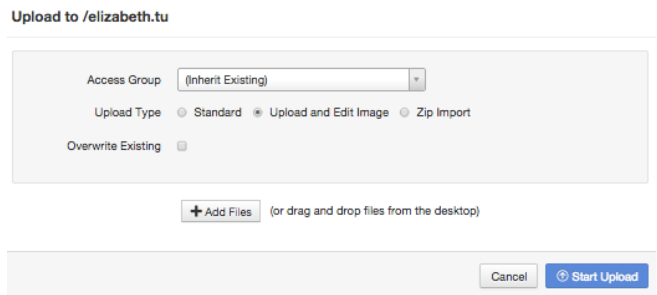 Upload to /elizabeth.tu
Access Group (Inherit Existing)
Upload Type Standard Upload and Edit Image Zip Import
Overwrite Existing
+ Add Files (or drag and drop files from the desktop)
Cancel Start Upload